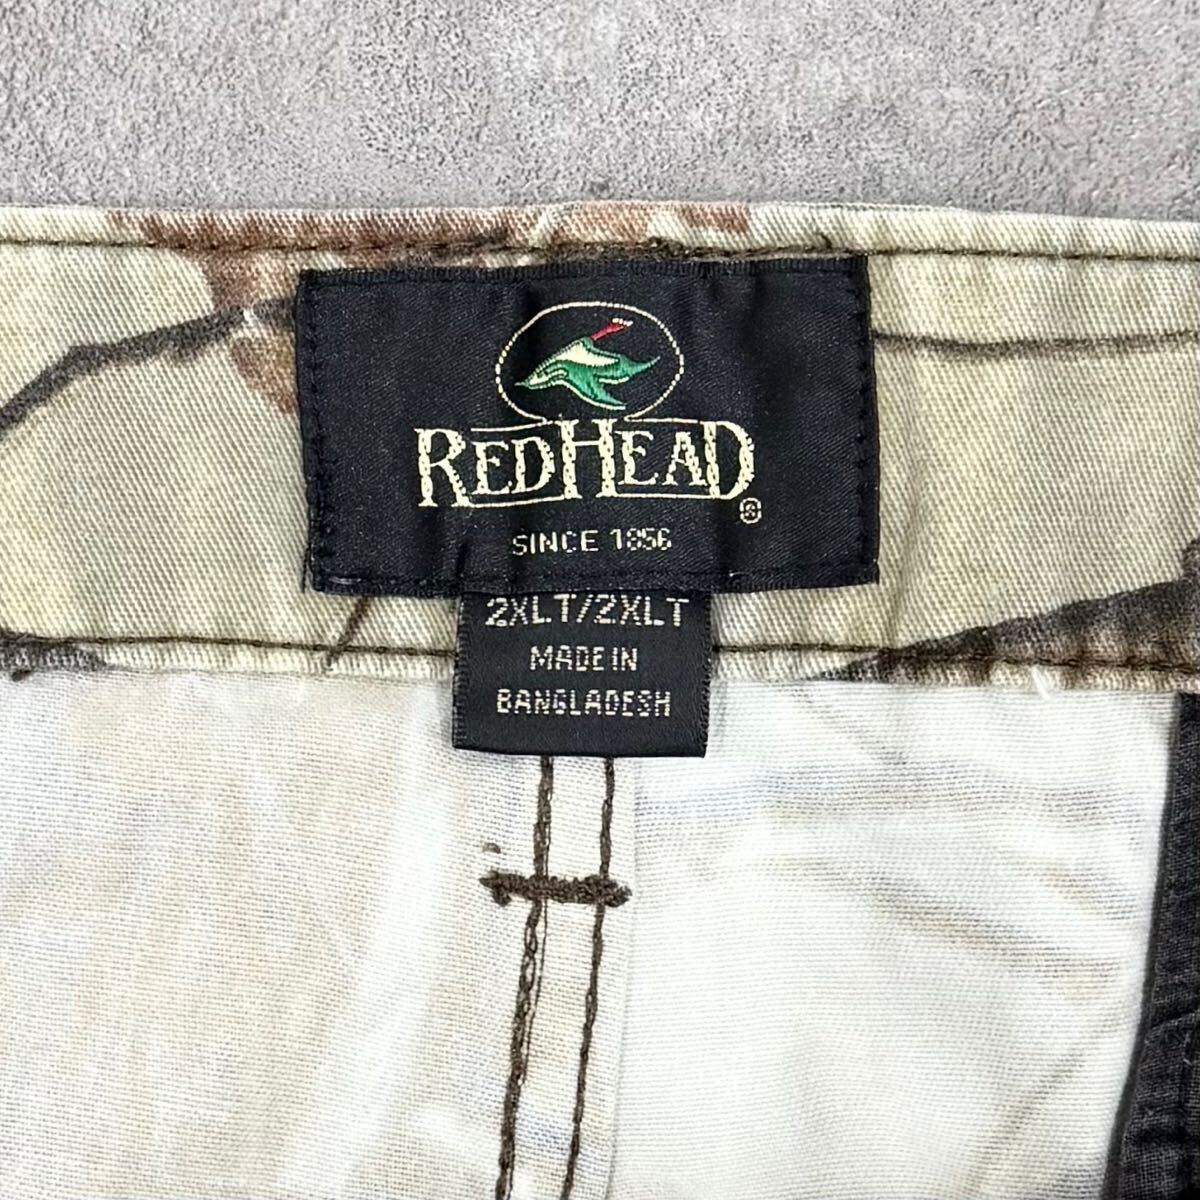 REDHEAD®
SINCE 1856
2XLT/2XLT
MADE IN
BANGLADESH